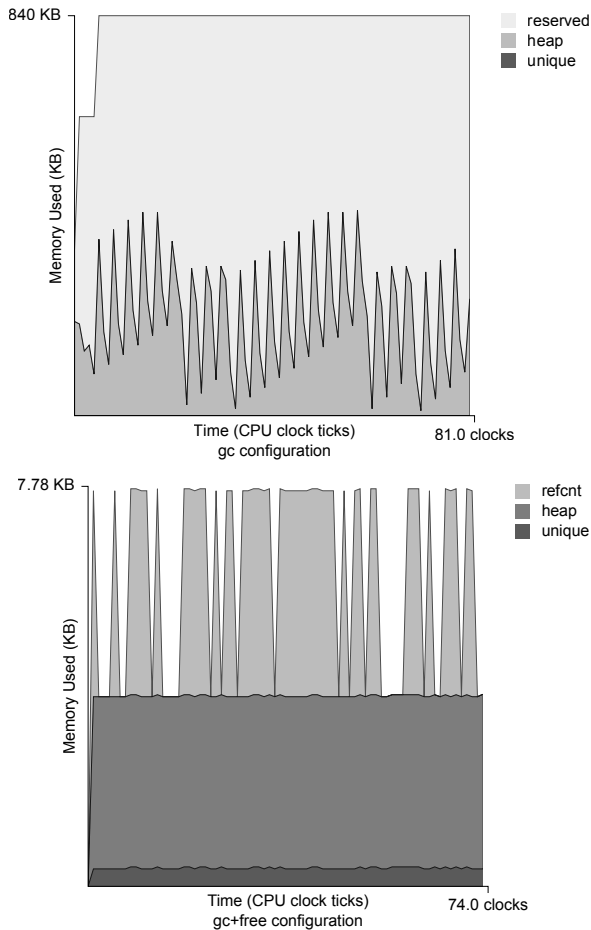 840 KB
reserved
heap
unique
Memory Used (KB)
Time (CPU clock ticks)
81.0 clocks
gc configuration
7.78 KB
refcnt
heap
unique
Memory Used (KB)
Time (CPU clock ticks)
74.0 clocks
gc+free configuration